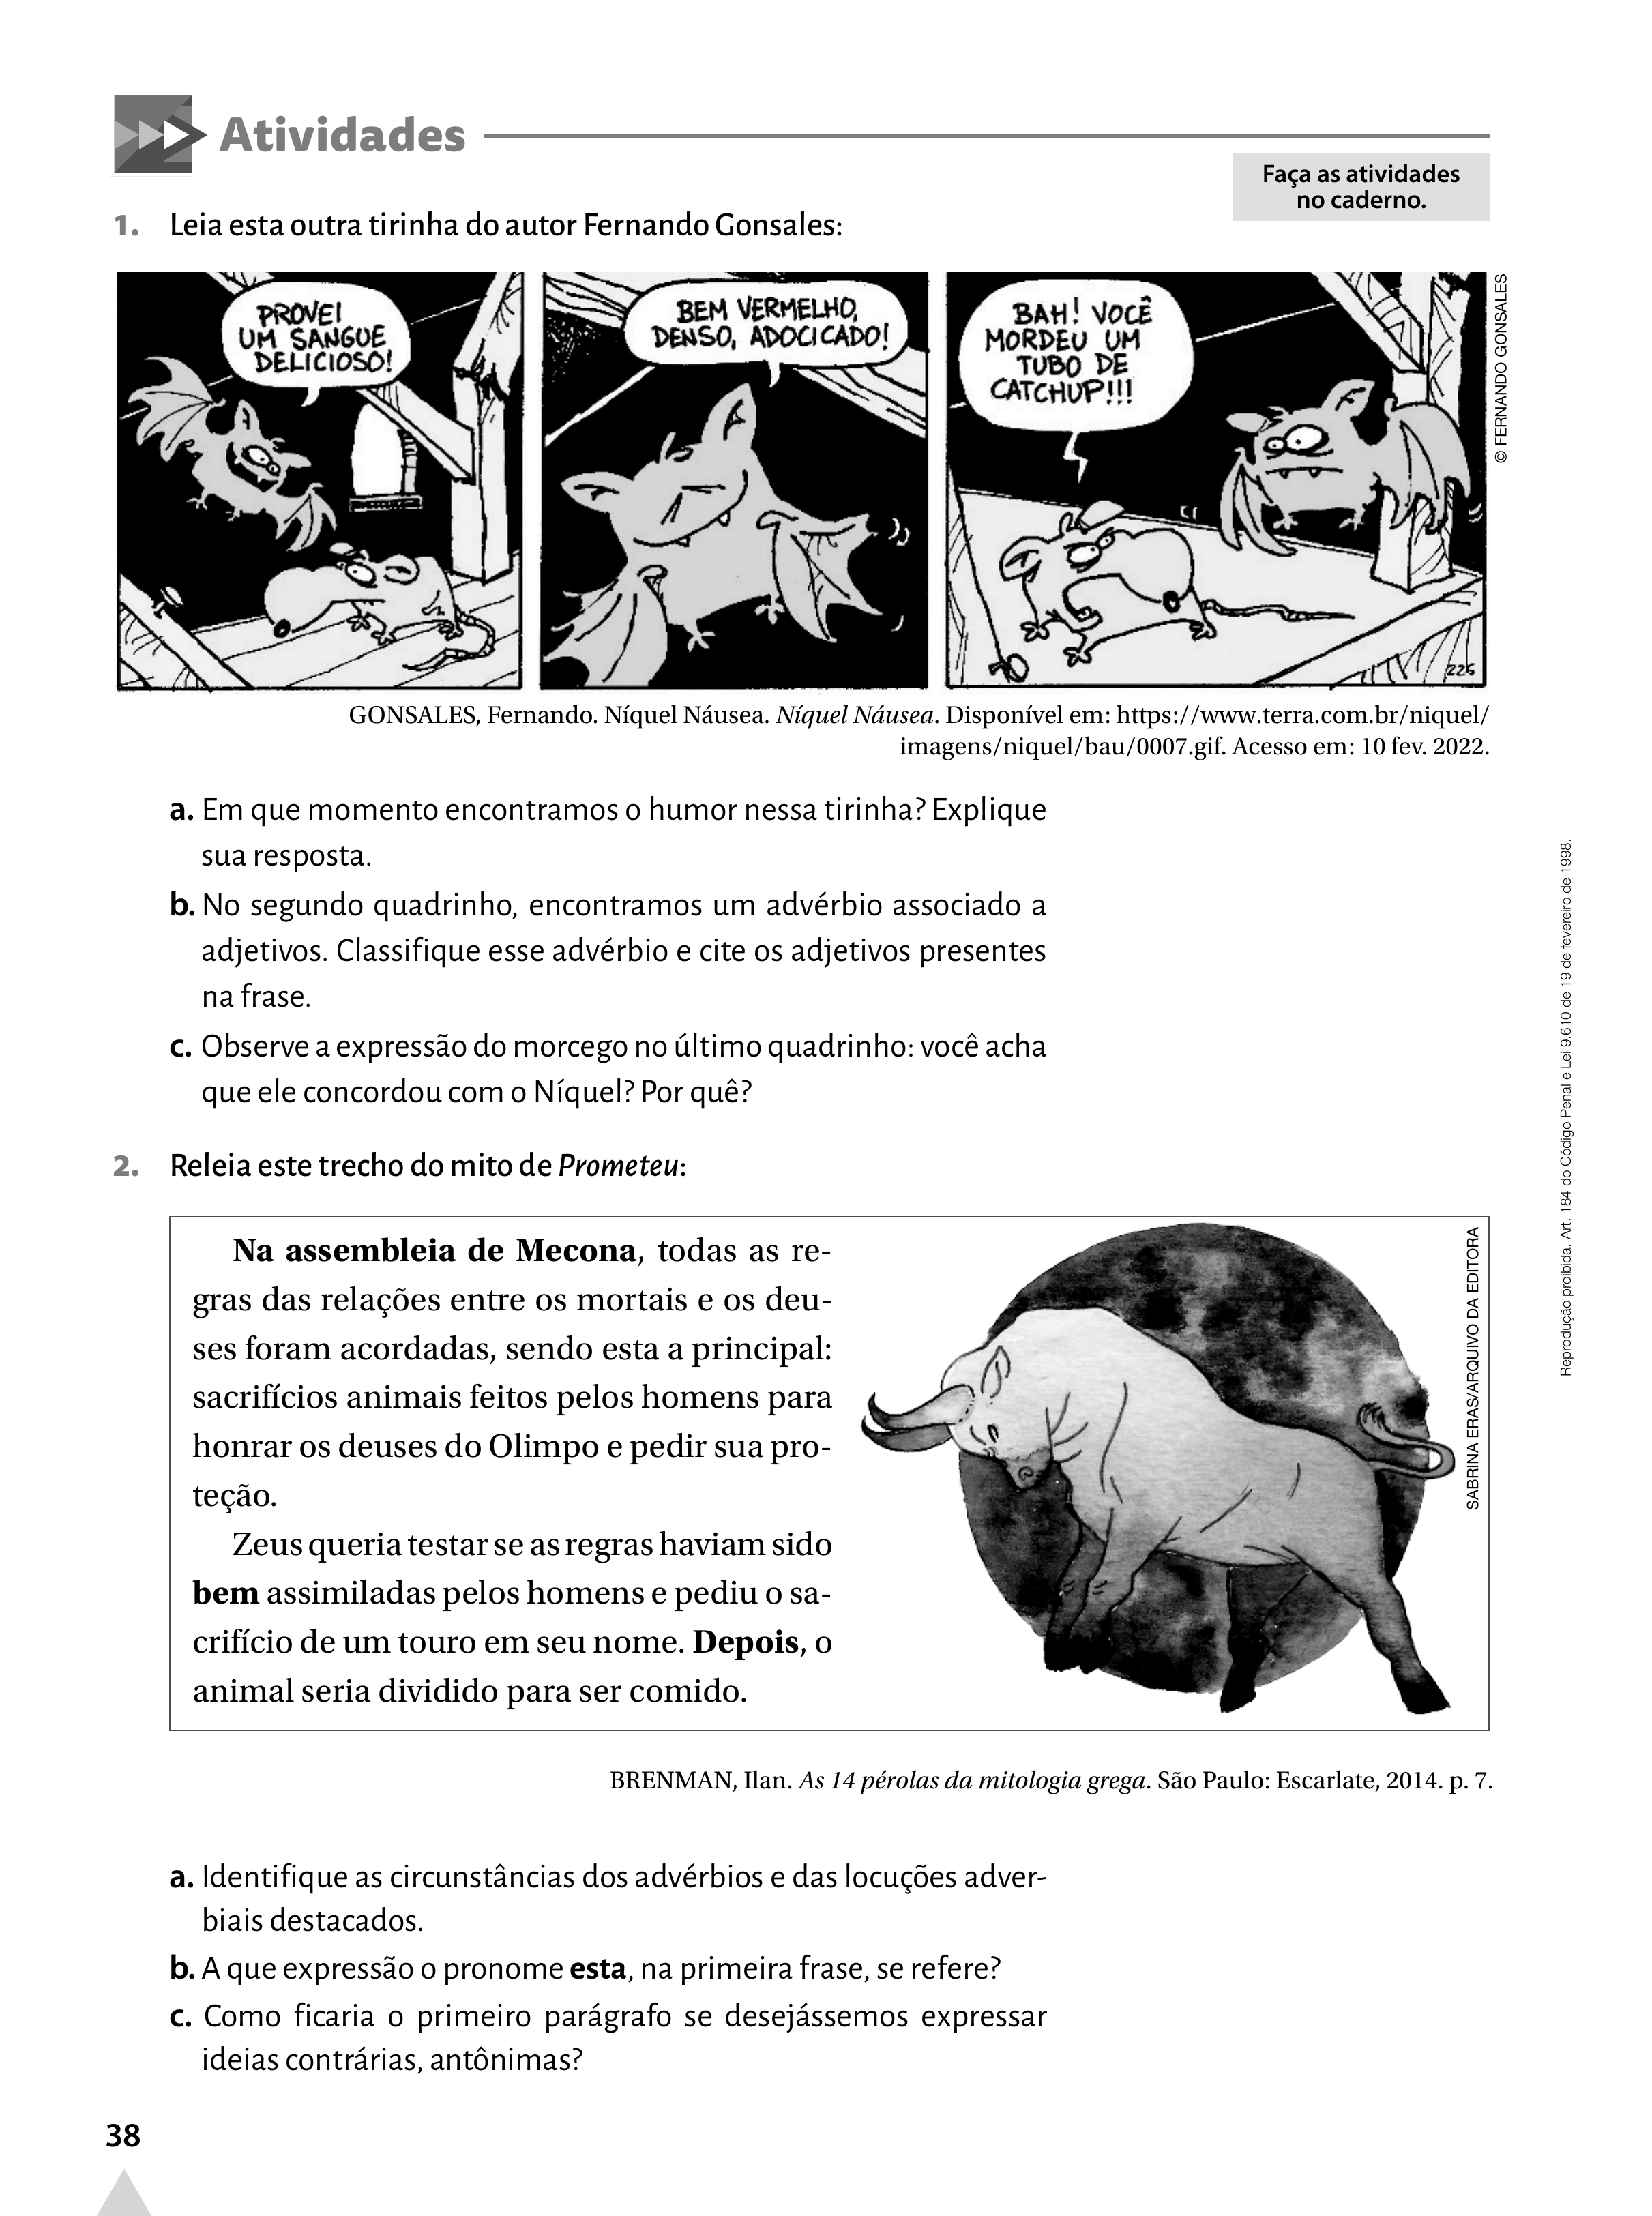 Atividades
Faça as atividades
no caderno.
1. Leia esta outra tirinha do autor Fernando Gonsales:
PROVEI
UM SANGUE
DELICIOSO!
BEM VERMELHO,
DENSO, ADOCICADO!
BAH! VOCÊ
MORDEU UM
TUBO DE
CATCHUP!!!
225
© FERNANDO GONSALES
GONSALES, Fernando. Níquel Náusea. Níquel Náusea. Disponível em: https://www.terra.com.br/niquel/
imagens/niquel/bau/0007.gif. Acesso em: 10 fev. 2022.
a. Em que momento encontramos o humor nessa tirinha? Explique
sua resposta.
b. No segundo quadrinho, encontramos um advérbio associado a
adjetivos. Classifique esse advérbio e cite os adjetivos presentes
na frase.
c. Observe a expressão do morcego no último quadrinho: você acha
que ele concordou com o Níquel? Por quê?
2. Releia este trecho do mito de Prometeu:
Na assembleia de Mecona, todas as re-
gras das relações entre os mortais e os deu-
ses foram acordadas, sendo esta a principal:
sacrifícios animais feitos pelos homens para
honrar os deuses do Olimpo e pedir sua pro-
teção.
Zeus queria testar se as regras haviam sido
bem assimiladas pelos homens e pediu o sa-
crifício de um touro em seu nome. Depois, o
animal seria dividido para ser comido.
SABRINA ERAS/ARQUIVO DA EDITORA
BRENMAN, Ilan. As 14 pérolas da mitologia grega. São Paulo: Escarlate, 2014. p. 7.
a. Identifique as circunstâncias dos advérbios e das locuções adver-
biais destacados.
b. A que expressão o pronome esta, na primeira frase, se refere?
c. Como ficaria o primeiro parágrafo se desejássemos expressar
ideias contrárias, antônimas?
Reprodução proibida. Art. 184 do Código Penal e Lei 9.610 de 19 de fevereiro de 1998.
38